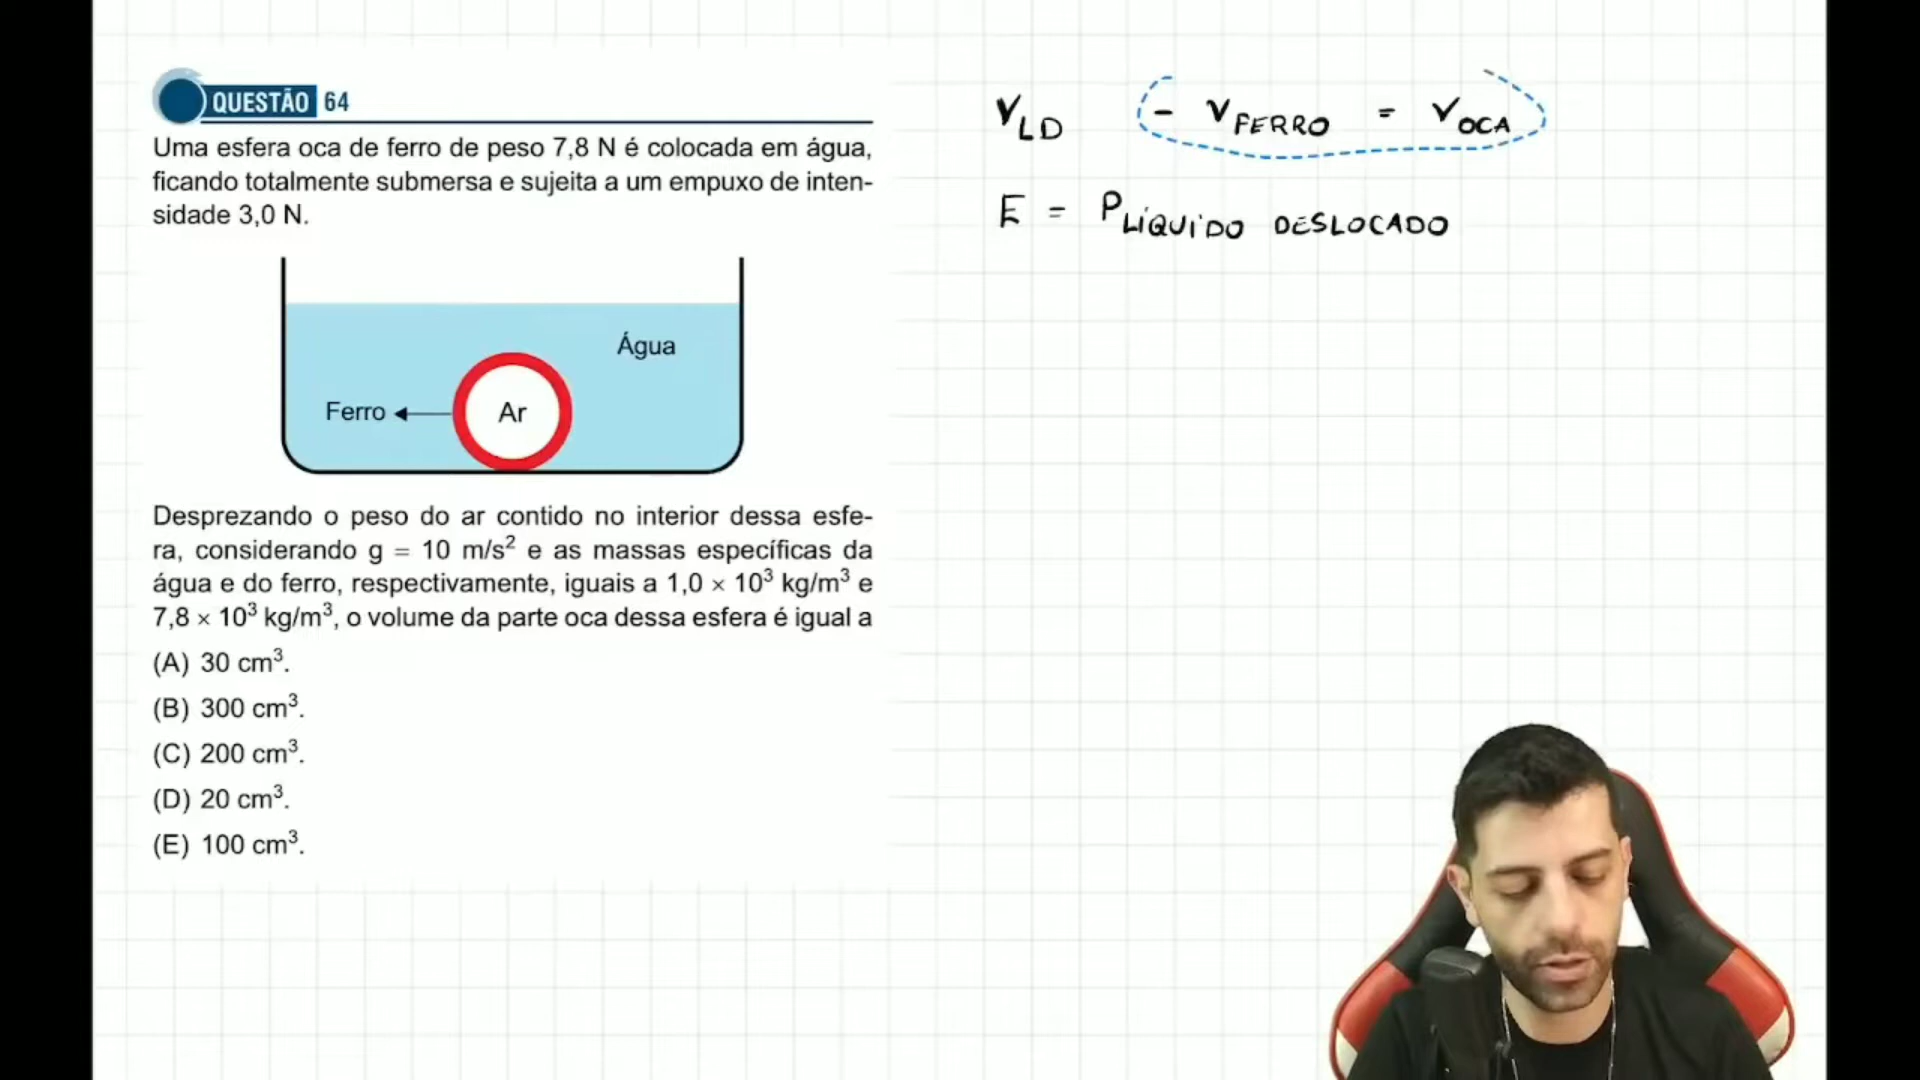 QUESTÃO 64
Uma esfera oca de ferro de peso 7,8 N é colocada em água,
ficando totalmente submersa e sujeita a um empuxo de inten-
sidade 3,0 N.
Água
Ferro
Ar
Desprezando o peso do ar contido no interior dessa esfe-
ra, considerando g = 10 m/s² e as massas específicas da
água e do ferro, respectivamente, iguais a 1,0 × 10³ kg/m³ e
7,8 × 10³ kg/m³, o volume da parte oca dessa esfera é igual a
(A) 30 cm³.
(B) 300 cm³.
(C) 200 cm³.
(D) 20 cm³.
(E) 100 cm³.
V LD - V FERRO = V OCA
E = P LÍQUIDO DESLOCADO